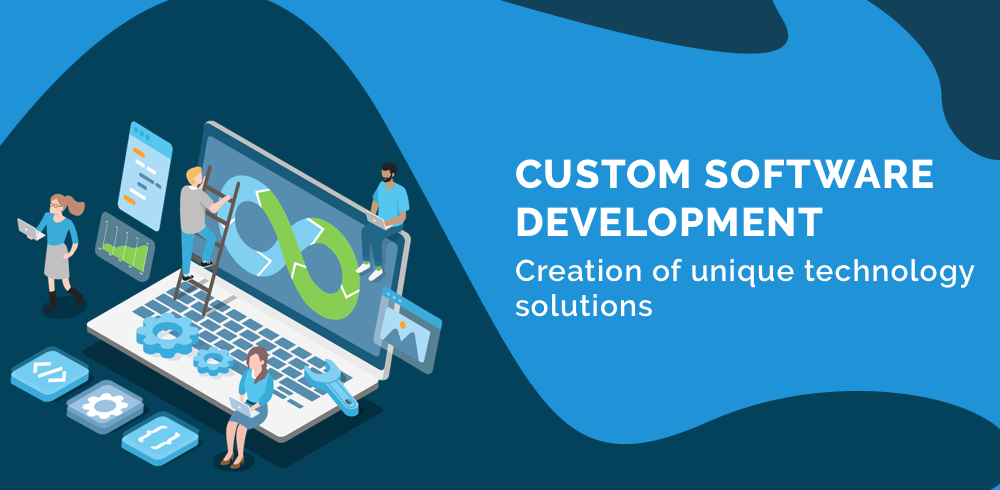 CUSTOM SOFTWARE
DEVELOPMENT
Creation of unique technology
solutions
</>
{ }